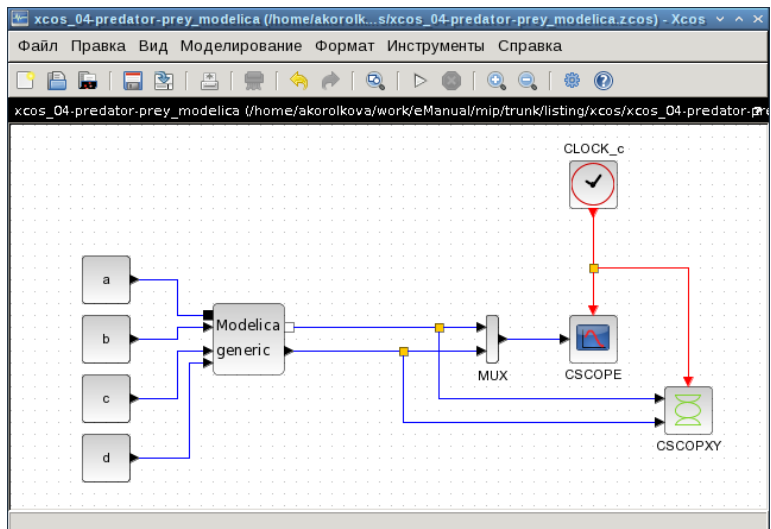 xcos_04-predator-prey_modelica (/home/akorolk...s/xcos_04-predator-prey_modelica.zcos) - Xcos
Файл Правка Вид Моделирование Формат Инструменты Справка
xcos_04-predator-prey_modelica (/home/akorolkova/work/eManual/mip/trunk/listing/xcos/xcos_04-predator-pre
CLOCK_c
a
b
c
d
Modelica
generic
MUX
CSCOPE
CSCOPXY